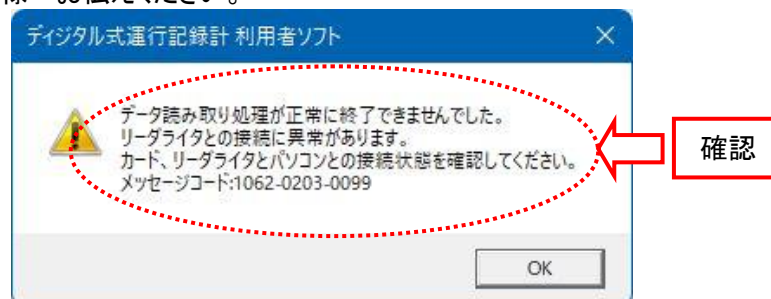 様へお伝えください。
ディジタル式運行記録計 利用者ソフト
データ読み取り処理が正常に終了できませんでした。
リーダライタとの接続に異常があります。
カード、リーダライタとパソコンとの接続状態を確認してください。
メッセージコード:1062-0203-0099
確認
OK